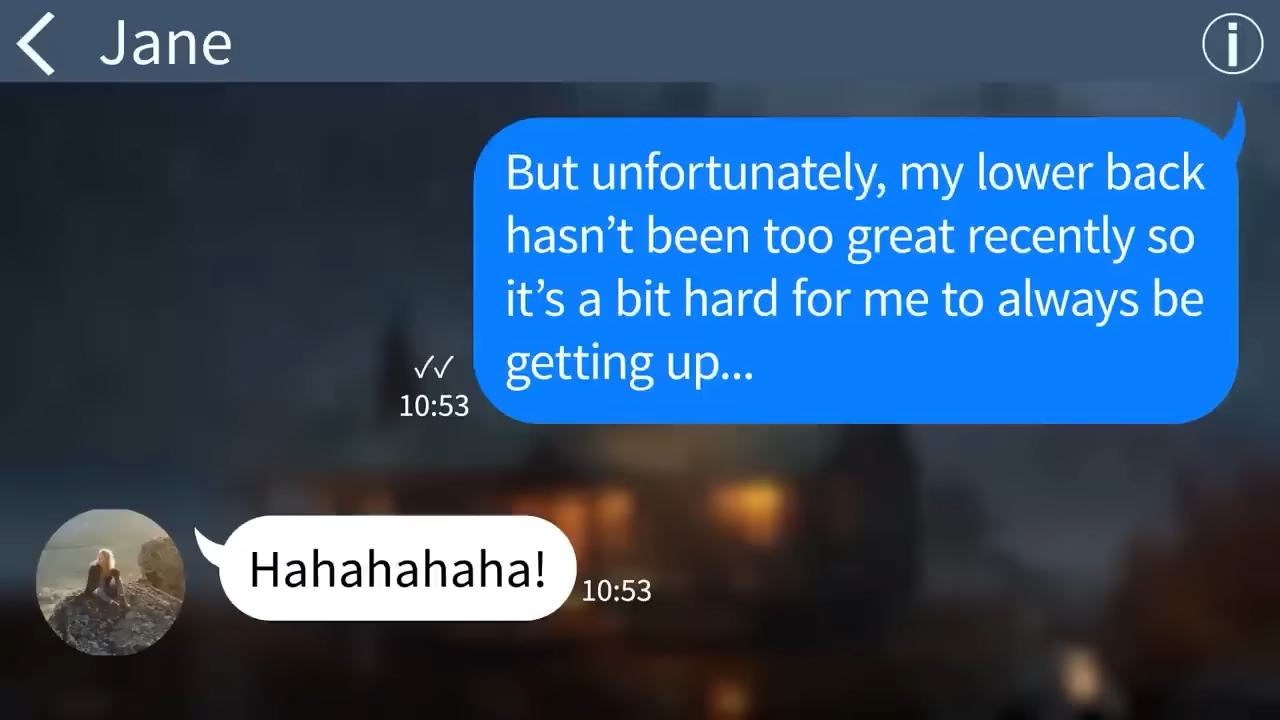 Jane
But unfortunately, my lower back
hasn’t been too great recently so
it’s a bit hard for me to always be
getting up...
10:53
Hahahahaha!
10:53